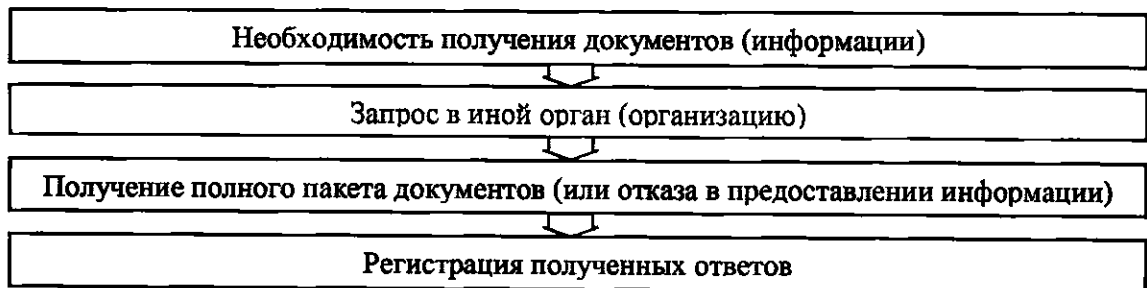 Необходимость получения документов (информации)
Запрос в иной орган (организацию)
Получение полного пакета документов (или отказа в предоставлении информации)
Регистрация полученных ответов